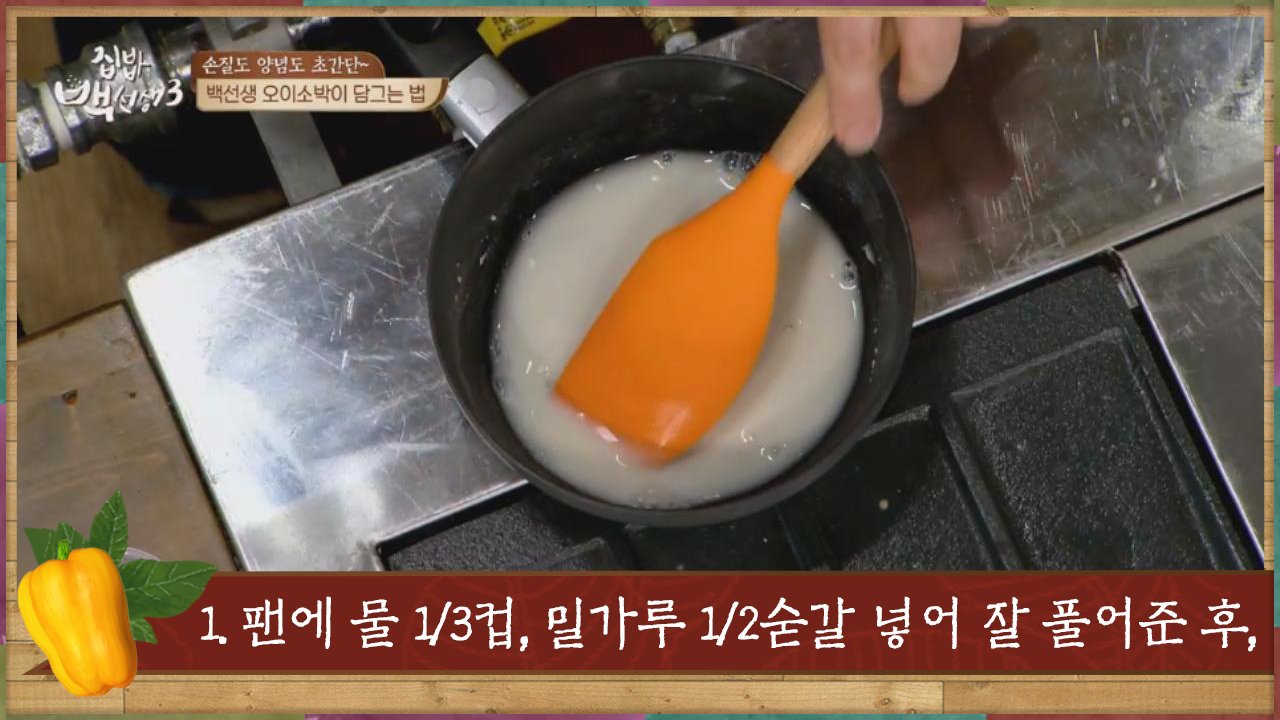 집밥
백선생3
손질도 양념도 초간단~
백선생 오이소박이 담그는 법
1. 팬에 물 1/3컵, 밀가루 1/2숟갈 넣어 잘 풀어준 후,